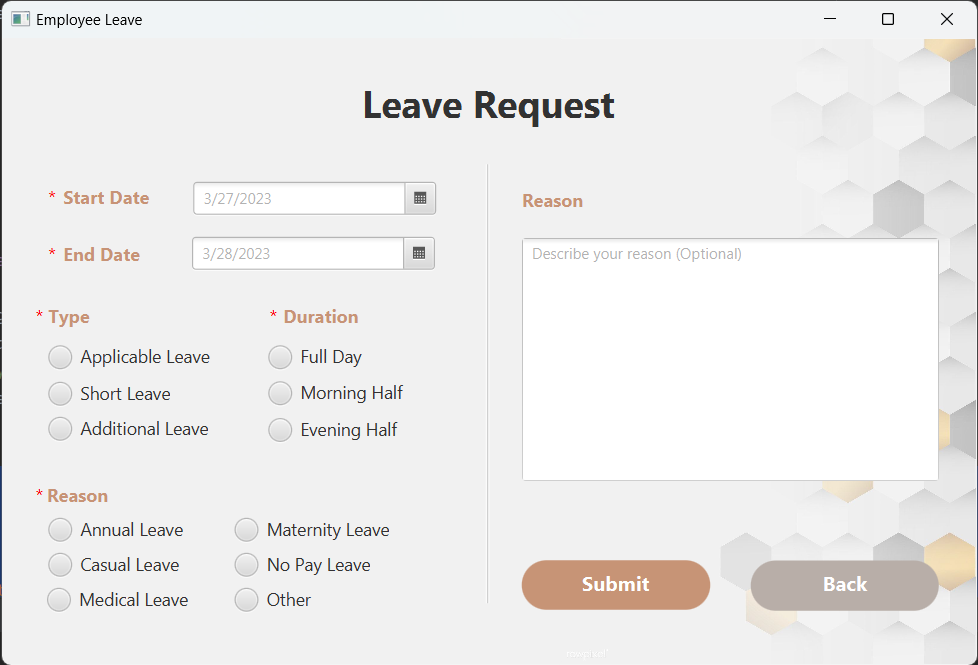 Employee Leave
Leave Request
* Start Date
3/27/2023
* End Date
3/28/2023
* Type
Applicable Leave
Short Leave
Additional Leave
* Duration
Full Day
Morning Half
Evening Half
* Reason
Annual Leave
Casual Leave
Medical Leave
Maternity Leave
No Pay Leave
Other
Reason
Describe your reason (Optional)
Submit
Back